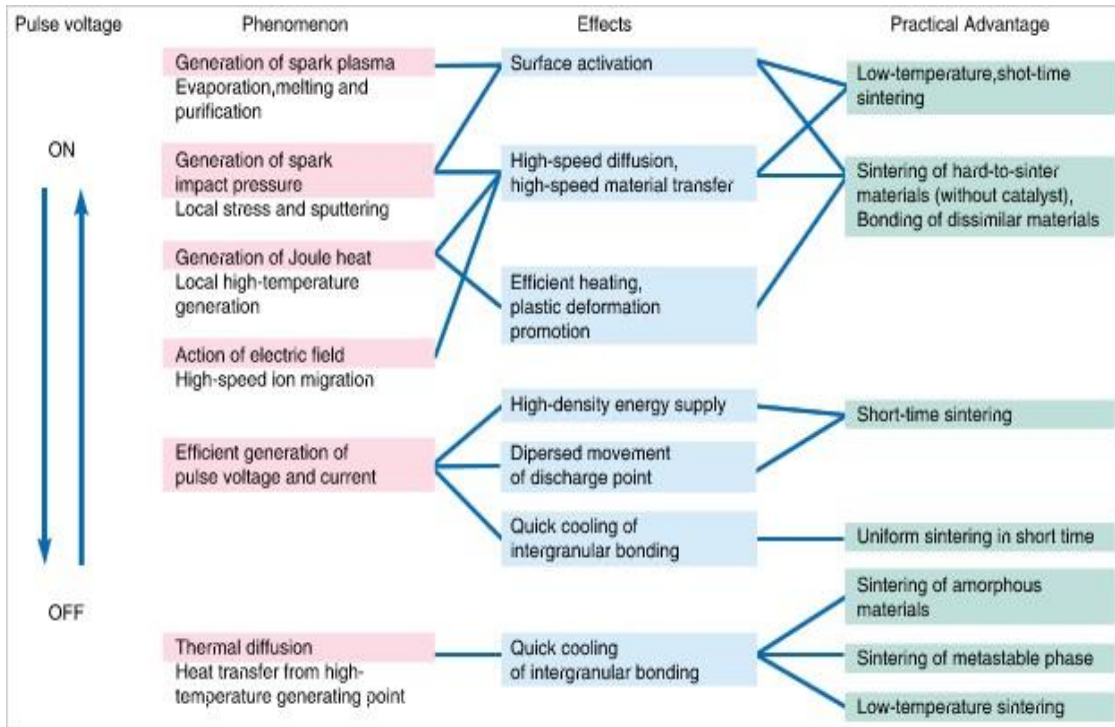 Pulse voltage
Phenomenon
Effects
Practical Advantage
ON
OFF
Generation of spark plasma
Evaporation,melting and
purification
Generation of spark
impact pressure
Local stress and sputtering
Generation of Joule heat
Local high-temperature
generation
Action of electric field
High-speed ion migration
Efficient generation of
pulse voltage and current
Thermal diffusion
Heat transfer from high-
temperature generating point
Surface activation
High-speed diffusion,
high-speed material transfer
Efficient heating,
plastic deformation
promotion
High-density energy supply
Dipersed movement
of discharge point
Quick cooling of
intergranular bonding
Quick cooling
of intergranular bonding
Low-temperature,shot-time
sintering
Sintering of hard-to-sinter
materials (without catalyst),
Bonding of dissimilar materials
Short-time sintering
Uniform sintering in short time
Sintering of amorphous
materials
Sintering of metastable phase
Low-temperature sintering